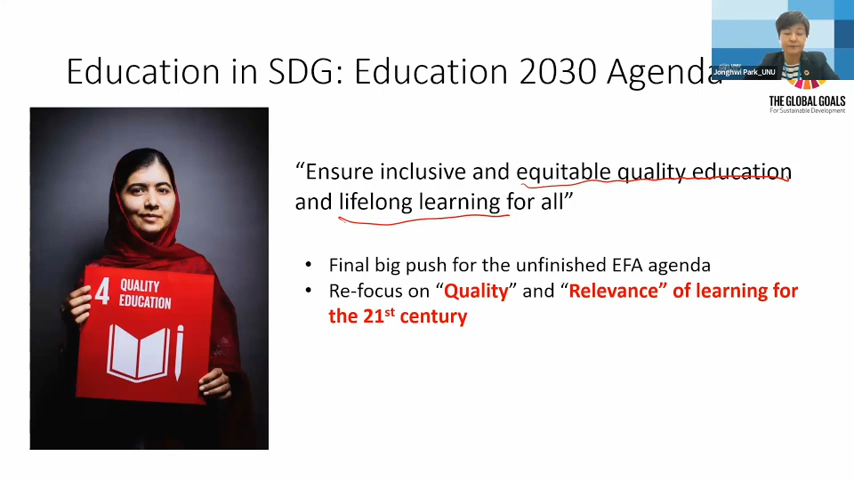 Education in SDG: Education 2030 Agenda
Jonghwi Park_UNU
THE GLOBAL GOALS
For Sustainable Development
“Ensure inclusive and equitable quality education
and lifelong learning for all”
4 QUALITY
EDUCATION
• Final big push for the unfinished EFA agenda
• Re-focus on “Quality” and “Relevance” of learning for
the 21st century